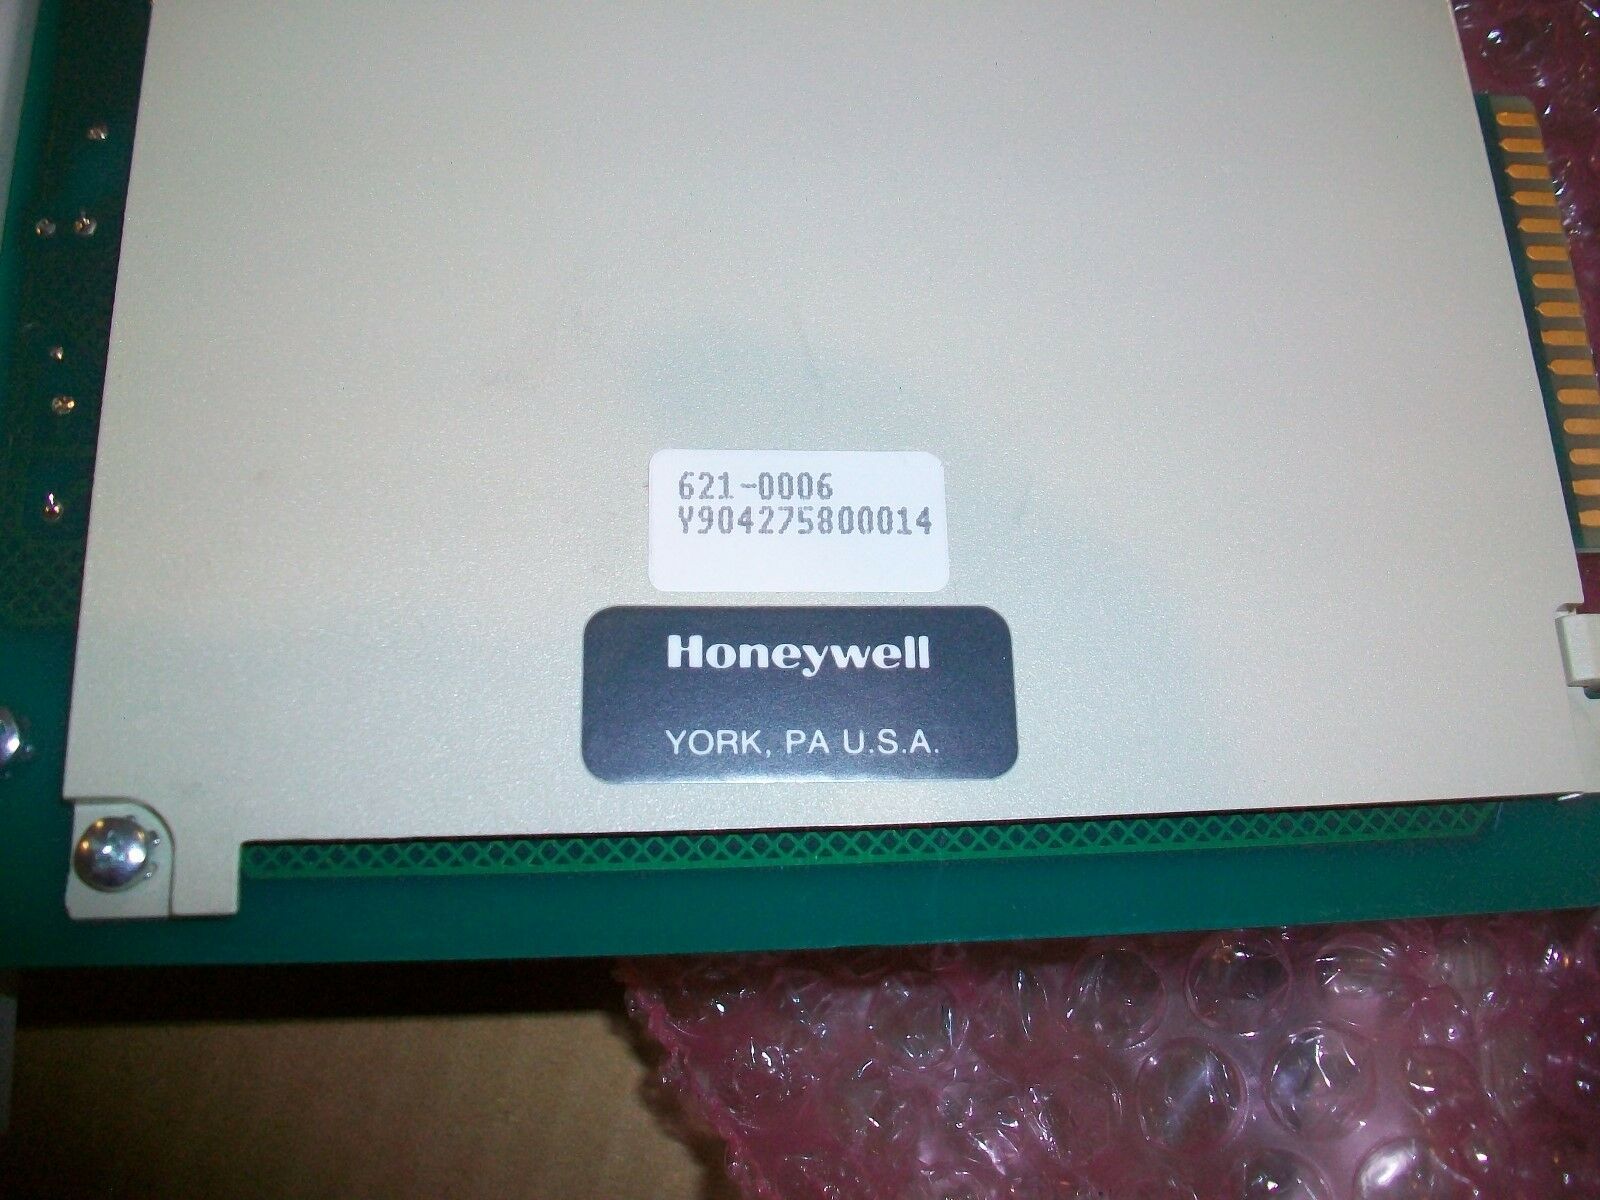 621-0006
Y904275800014
Honeywell
YORK, PA U.S.A.